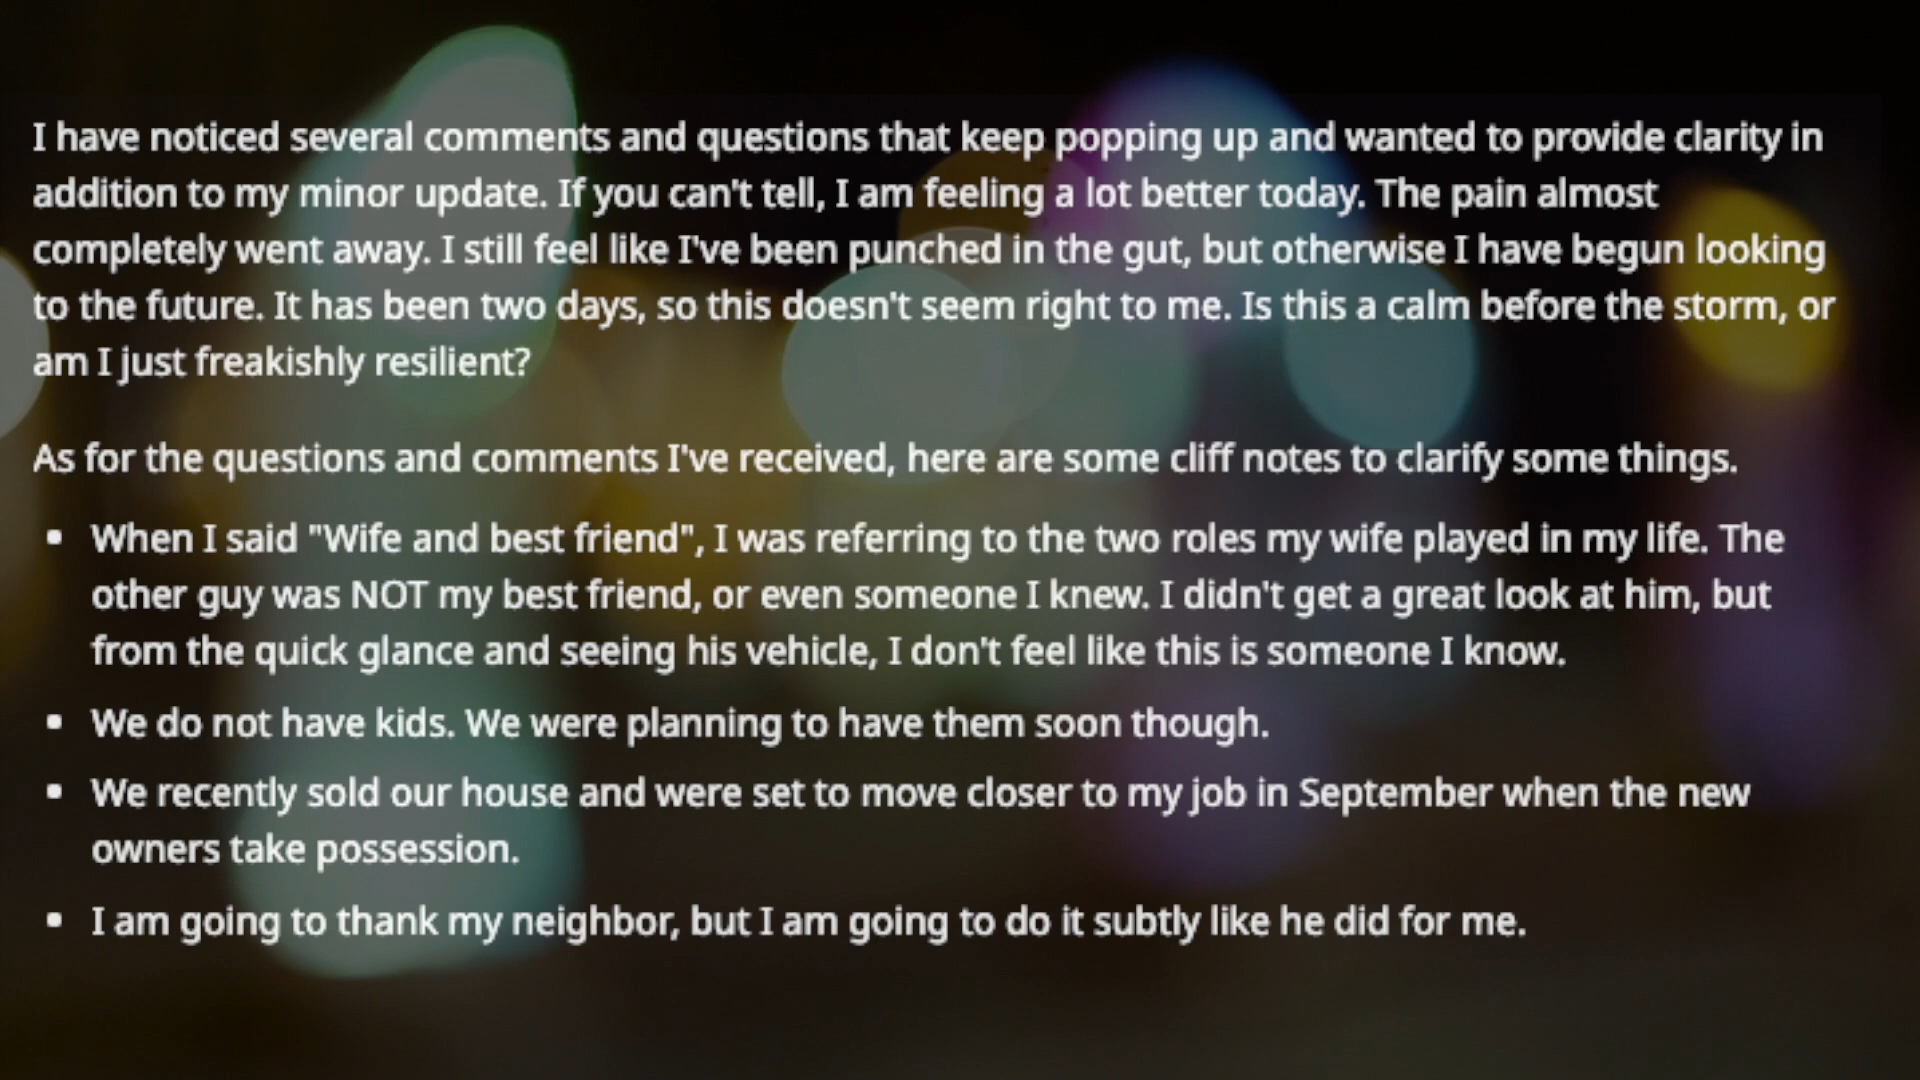 I have noticed several comments and questions that keep popping up and wanted to provide clarity in
addition to my minor update. If you can't tell, I am feeling a lot better today. The pain almost
completely went away. I still feel like I've been punched in the gut, but otherwise I have begun looking
to the future. It has been two days, so this doesn't seem right to me. Is this a calm before the storm, or
am I just freakishly resilient?
As for the questions and comments I've received, here are some cliff notes to clarify some things.
▪ When I said "Wife and best friend", I was referring to the two roles my wife played in my life. The
other guy was NOT my best friend, or even someone I knew. I didn't get a great look at him, but
from the quick glance and seeing his vehicle, I don't feel like this is someone I know.
▪ We do not have kids. We were planning to have them soon though.
▪ We recently sold our house and were set to move closer to my job in September when the new
owners take possession.
▪ I am going to thank my neighbor, but I am going to do it subtly like he did for me.